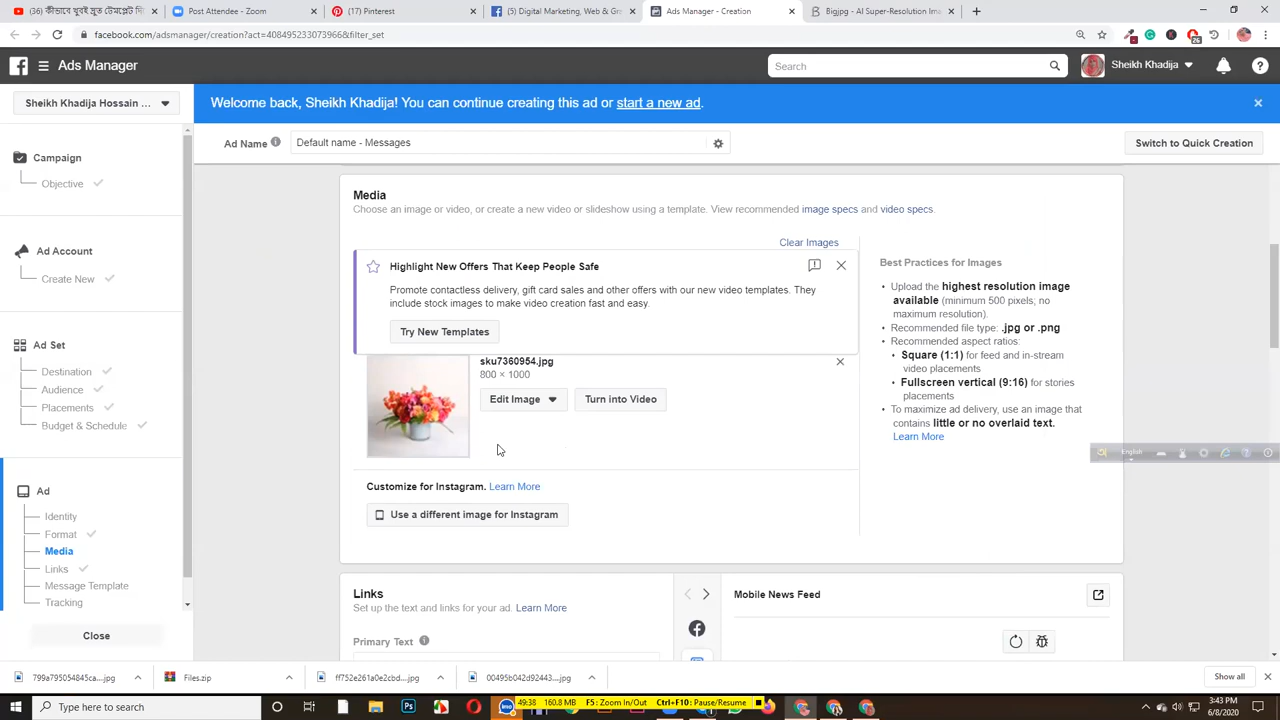 (36) কীভাবে খুবই দ্রুত টেমপ্লেট ডি
Post Attendee - Zoom
(17) Pinterest
(5) Digital Marketing, Web & Gr
Ads Manager - Creation
Bigjpg - AI Super-Resolution Ima
facebook.com/adsmanager/creation?act=408495233073966&filter_set
26
Ads Manager
Search
Sheikh Khadija
Sheikh Khadija Hossain ...
Welcome back, Sheikh Khadija! You can continue creating this ad or start a new ad.
Ad Name
Default name - Messages
Switch to Quick Creation
Campaign
Objective
Ad Account
Create New
Ad Set
Destination
Audience
Placements
Budget & Schedule
Ad
Identity
Format
Media
Links
Message Template
Tracking
Close
Media
Choose an image or video, or create a new video or slideshow using a template. View recommended image specs and video specs.
Clear Images
Highlight New Offers That Keep People Safe
Promote contactless delivery, gift card sales and other offers with our new video templates. They
include stock images to make video creation fast and easy.
Try New Templates
sku7360954.jpg
800 × 1000
Edit Image
Turn into Video
Customize for Instagram. Learn More
Use a different image for Instagram
Best Practices for Images
Upload the highest resolution image
available (minimum 500 pixels, no
maximum resolution).
Recommended file type: .jpg or .png
Recommended aspect ratios:
Square (1:1) for feed and in-stream
video placements
Fullscreen vertical (9:16) for stories
placements
To maximize ad delivery, use an image that
contains little or no overlaid text.
Learn More
English
Links
Set up the text and links for your ad. Learn More
Primary Text
Mobile News Feed
799a795054845ca....jpg
Files.zip
ff752e261a0e2cbd....jpg
00495b042d92443....jpg
Show all
Type here to search
Ps
imo
49:38
160.8 MB
F5: Zoom In/Out
Ctrl+F10: Pause/Resume
3:43 PM
6/8/2020